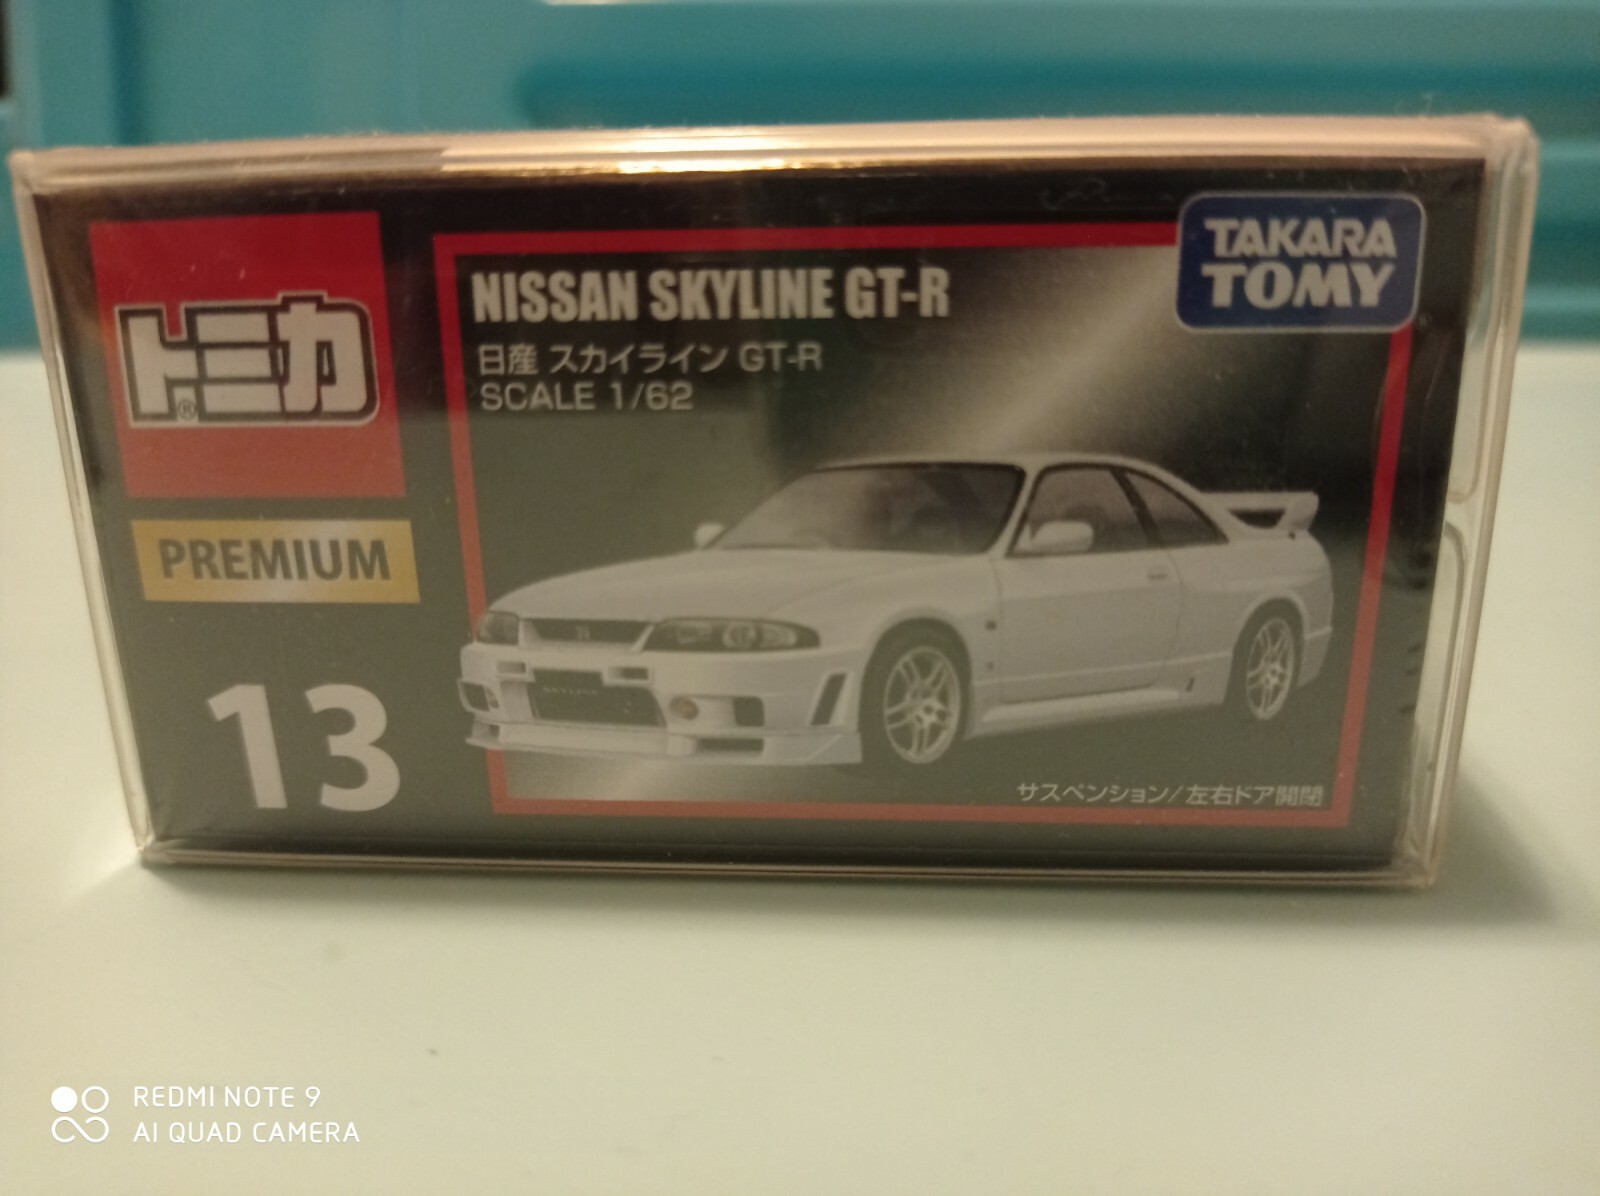 トミカ
®
PREMIUM
13
NISSAN SKYLINE GT-R
日産 スカイライン GT-R
SCALE 1/62
TAKARA
TOMY
SKYLINE
サスペンション/左右ドア開閉
REDMI NOTE 9
AI QUAD CAMERA